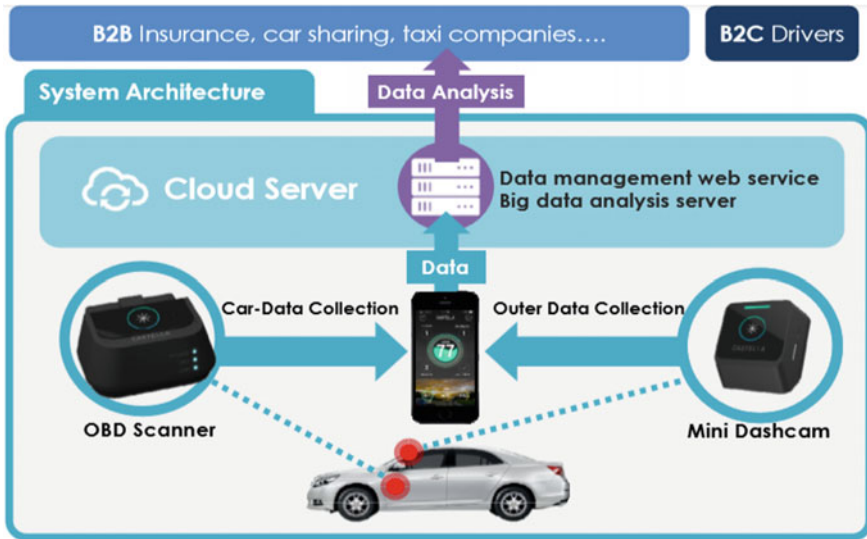 B2B Insurance, car sharing, taxi companies....
B2C Drivers
System Architecture
Data Analysis
Cloud Server
Data management web service
Big data analysis server
Data
Car-Data Collection
Outer Data Collection
77
OBD Scanner
Mini Dashcam